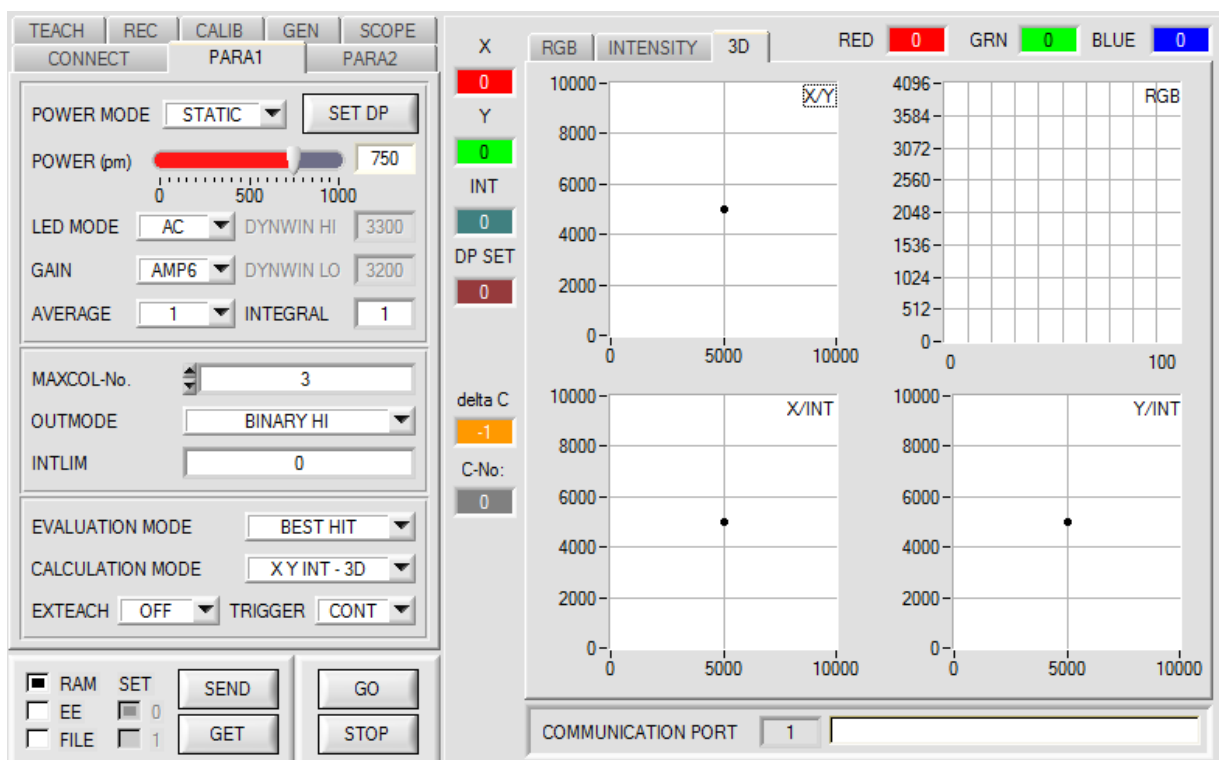 TEACH REC CALIB GEN SCOPE
CONNECT PARA1 PARA2
POWER MODE STATIC SET DP
POWER (pm) 750
0 500 1000
LED MODE AC DYNWIN HI 3300
GAIN AMP6 DYNWIN LO 3200
AVERAGE 1 INTEGRAL 1
MAXCOL-No. 3
OUTMODE BINARY HI
INTLIM 0
EVALUATION MODE BEST HIT
CALCULATION MODE X Y INT - 3D
EXTEACH OFF TRIGGER CONT
RAM SET SEND GO
EE 0
FILE 1 GET STOP
X
0
Y
0
INT
0
DP SET
0
delta C
-1
C-No:
0
RGB INTENSITY 3D RED 0 GRN 0 BLUE 0
X/Y
10000
8000
6000
4000
2000
0
0 5000 10000
RGB
4096
3584
3072
2560
2048
1536
1024
512
0
0 100
X/INT
10000
8000
6000
4000
2000
0
0 5000 10000
Y/INT
10000
8000
6000
4000
2000
0
0 5000 10000
COMMUNICATION PORT 1